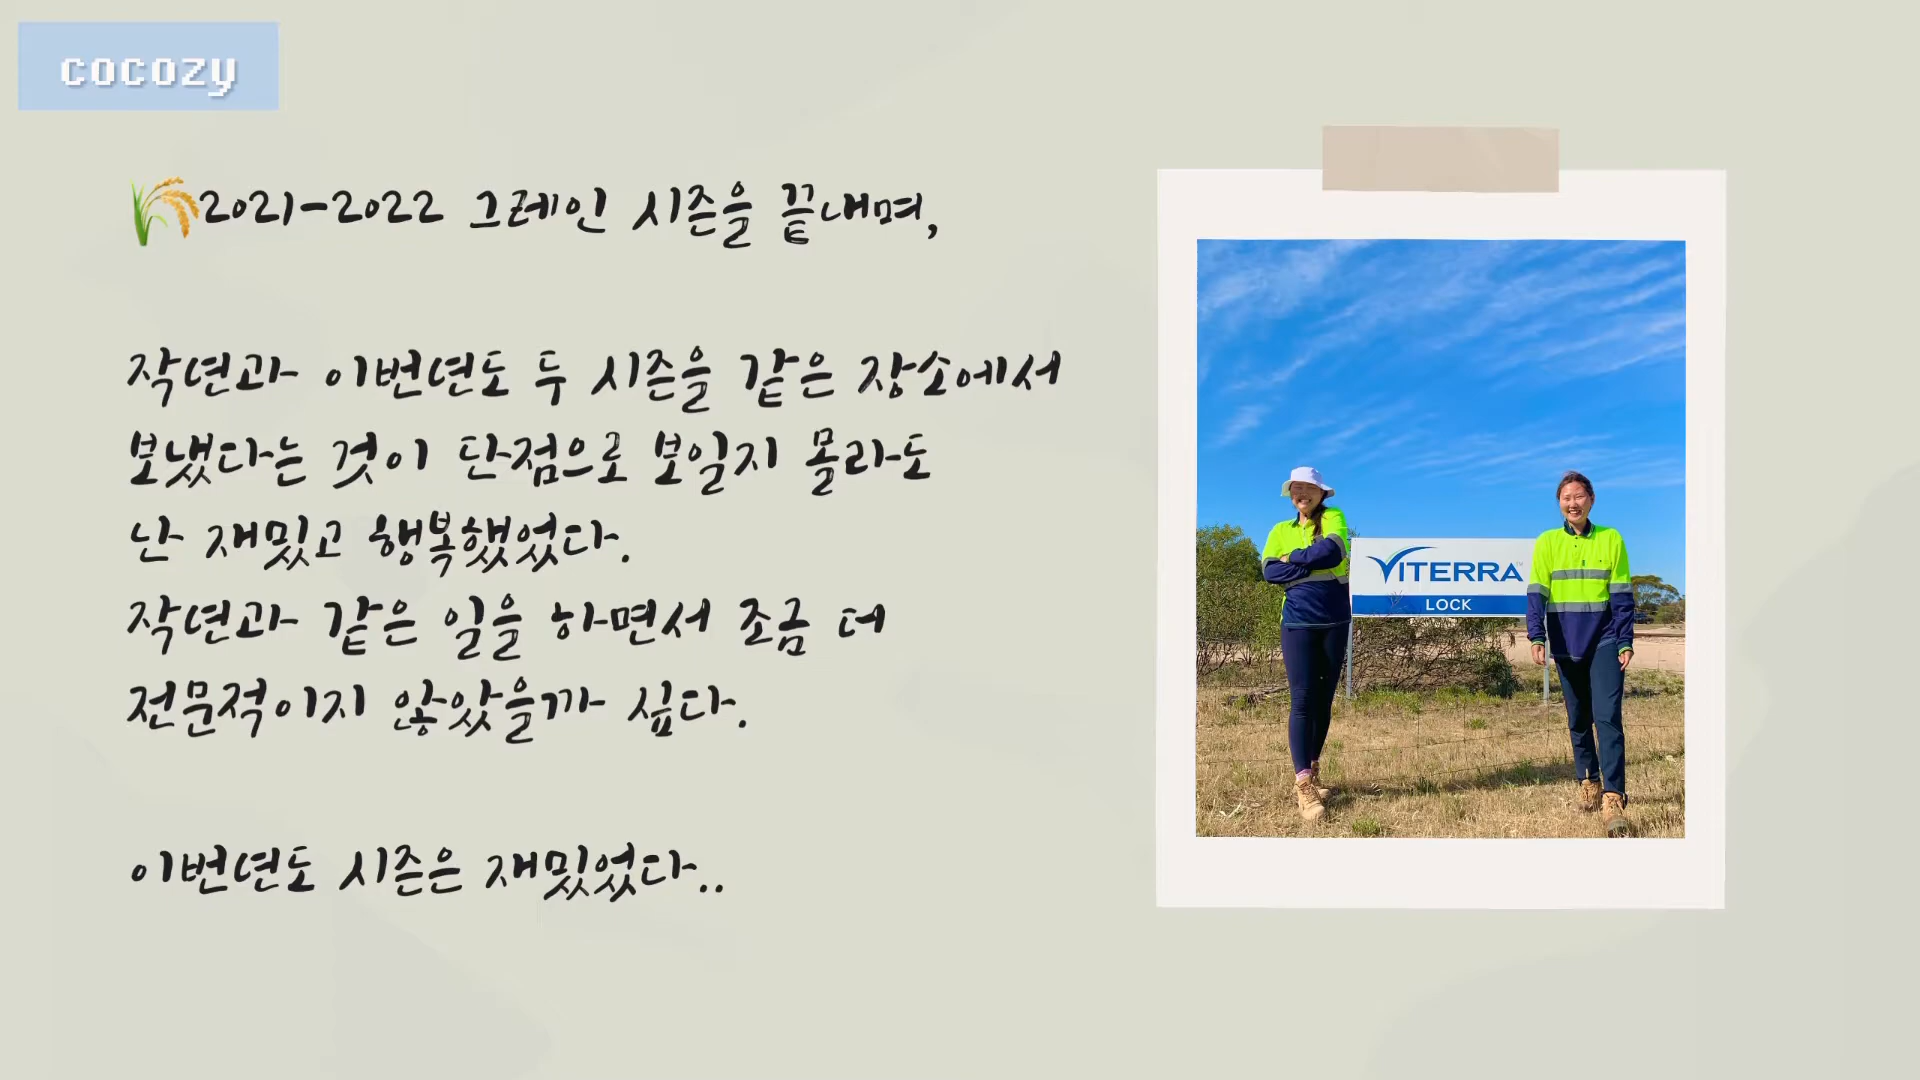 cocozy
🌾2021-2022 그레인 시즌을 끝내며,
작년과 이번년도 두 시즌을 같은 장소에서
보냈다는 것이 단점으로 보일지 몰라도
난 재밌고 행복했었다.
작년과 같은 일을 하면서 조금 더
전문적이지 않았을까 싶다.
이번년도 시즌은 재밌었다..
VITERRA™
LOCK